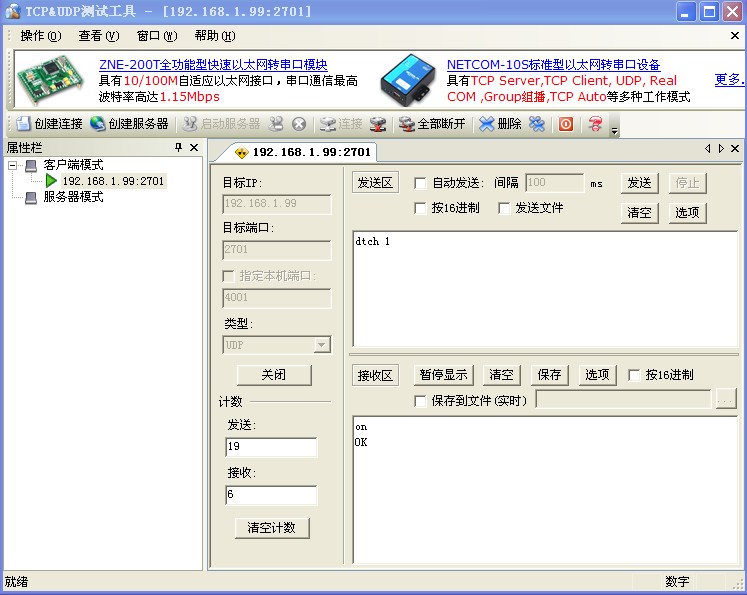 TCP&UDP测试工具 - [192.168.1.99:2701]
操作(O) 查看(V) 窗口(W) 帮助(H)
ZNE-200T全功能型快速以太网转串口模块
具有10/100M自适应以太网接口，串口通信最高
波特率高达1.15Mbps
NETCOM-10S标准型以太网转串口设备
具有TCP Server,TCP Client, UDP, Real
COM ,Group组播,TCP Auto等多种工作模式
更多.
创建连接 创建服务器 启动服务器 连接 全部断开 删除
属性栏
客户端模式
192.168.1.99:2701
服务器模式
192.168.1.99:2701
目标IP:
192.168.1.99
目标端口:
2701
指定本机端口:
4001
类型:
UDP
关闭
计数
发送:
19
接收:
6
清空计数
发送区 自动发送: 间隔 100 ms 发送 停止
按16进制 发送文件 清空 选项
dtch 1
接收区 暂停显示 清空 保存 选项 按16进制
保存到文件(实时) ...
on
OK
就绪 数字